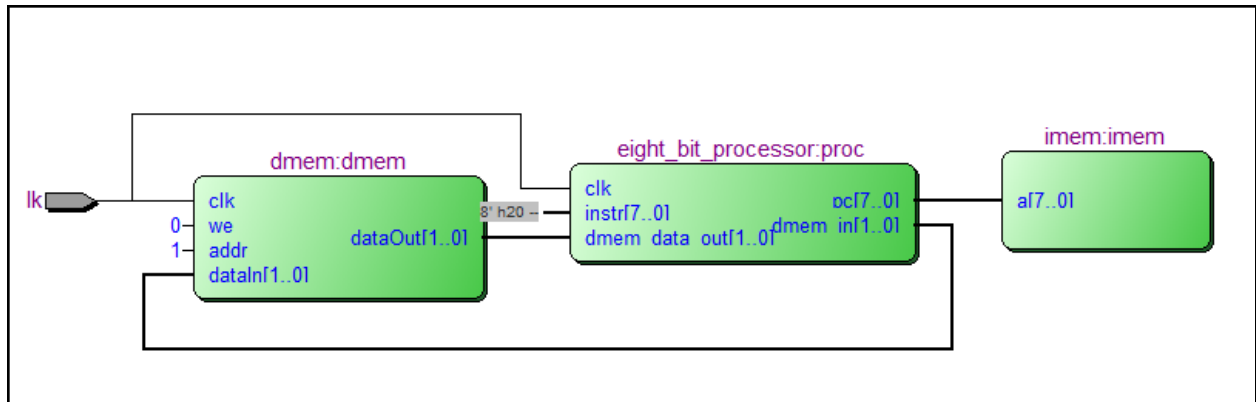 imem:imem
eight_bit_processor:proc
dmem:dmem
lk
clk
0
we
1
addr
dataIn[1..0]
dataOut[1..0]
8' h20 --
clk
instr[7..0]
dmem_data_out[1..0]
pc[7..0]
dmem_in[1..0]
a[7..0]